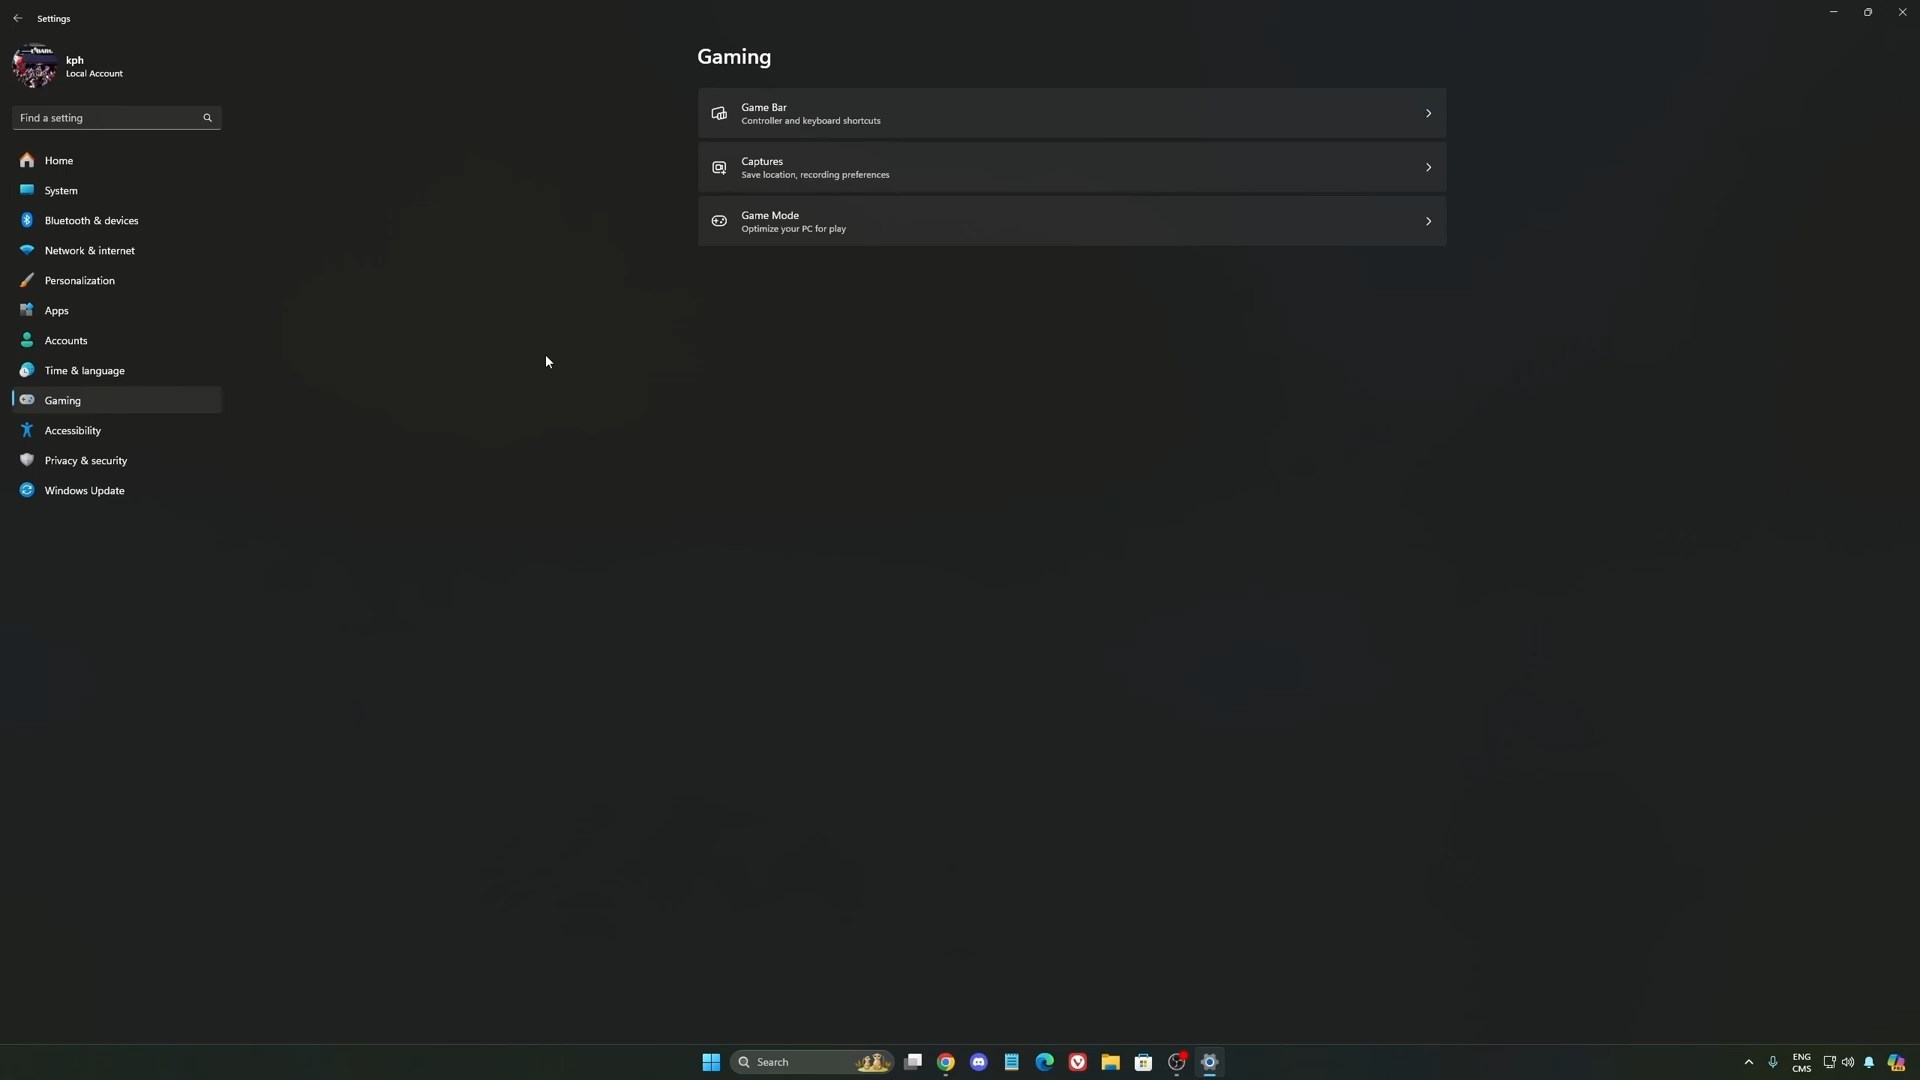 Settings
kph
Local Account
Find a setting
Home
System
Bluetooth & devices
Network & internet
Personalization
Apps
Accounts
Time & language
Gaming
Accessibility
Privacy & security
Windows Update
Gaming
Game Bar
Controller and keyboard shortcuts
Captures
Save location, recording preferences
Game Mode
Optimize your PC for play
Search
ENG
CMS